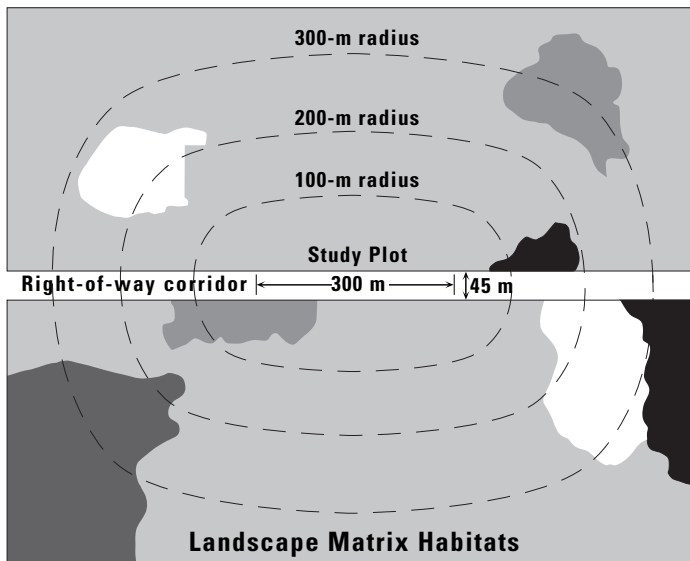 300-m radius
200-m radius
100-m radius
Study Plot
Right-of-way corridor 300 m 45 m
Landscape Matrix Habitats